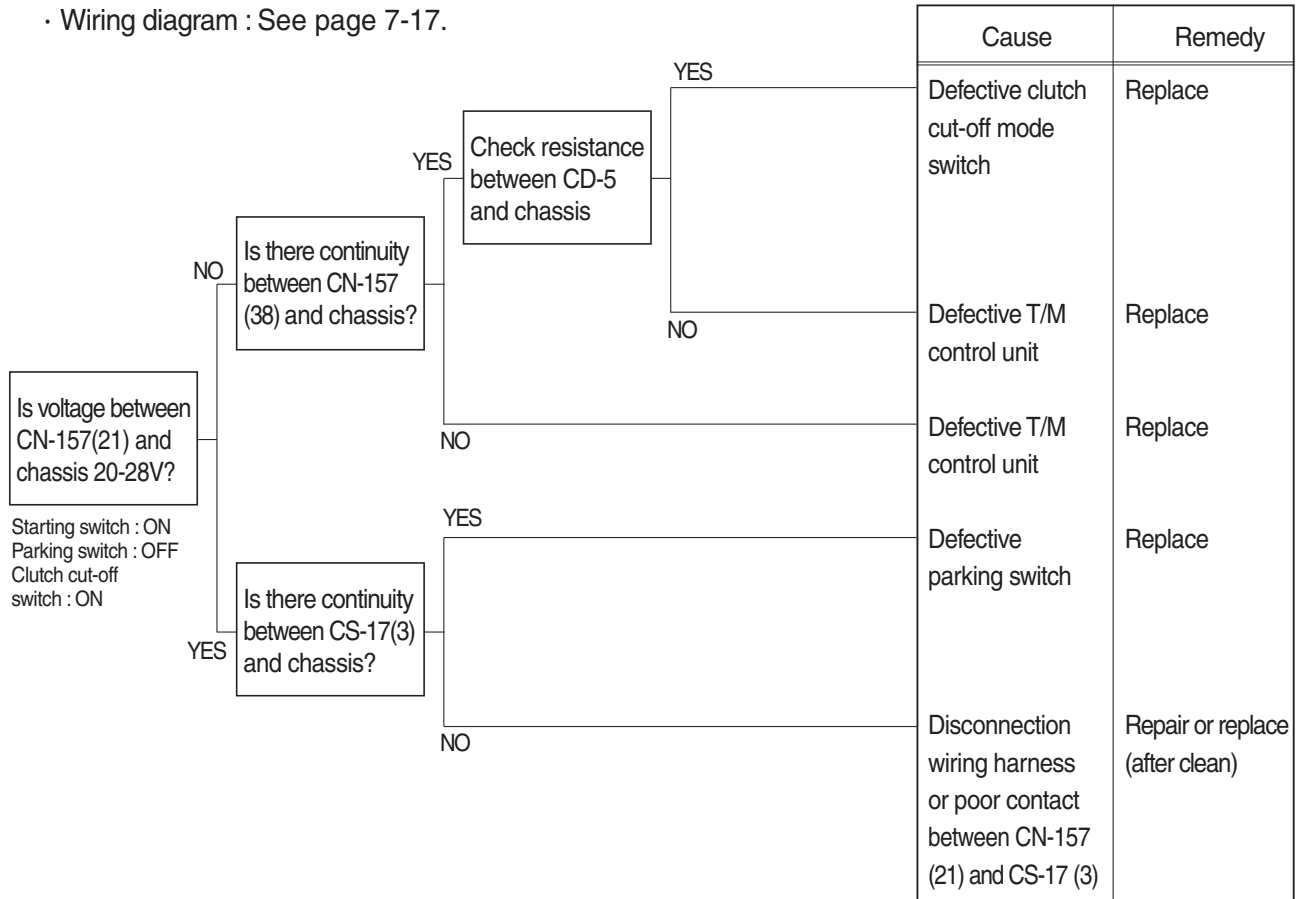 · Wiring diagram : See page 7-17.
Cause
Remedy
YES
Defective clutch
cut-off mode
switch
Replace
YES
Check resistance
between CD-5
and chassis
NO
Is there continuity
between CN-157
(38) and chassis?
NO
Defective T/M
control unit
Replace
Is voltage between
CN-157(21) and
chassis 20-28V?
NO
Defective T/M
control unit
Replace
Starting switch : ON
Parking switch : OFF
Clutch cut-off
switch : ON
YES
Defective
parking switch
Replace
YES
Is there continuity
between CS-17(3)
and chassis?
NO
Disconnection
wiring harness
or poor contact
between CN-157
(21) and CS-17 (3)
Repair or replace
(after clean)